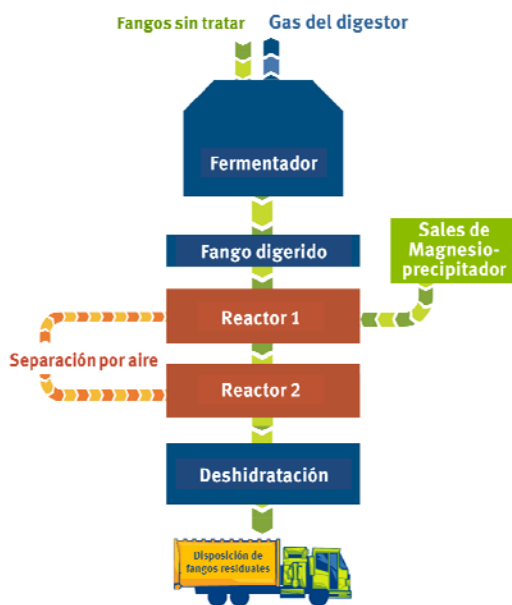 Fangos sin tratar
Gas del digestor
Fermentador
Fango digerido
Sales de
Magnesio-
precipitador
Reactor 1
Separación por aire
Reactor 2
Deshidratación
Disposición de
fangos residuales